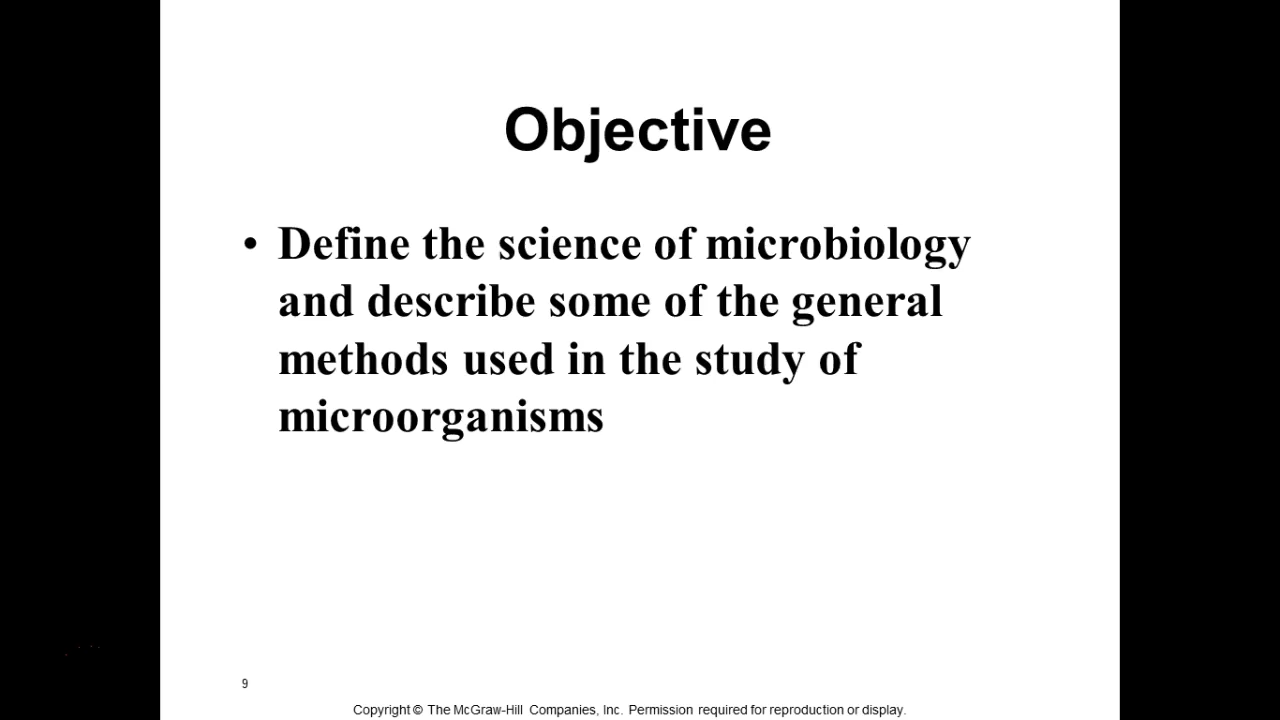 Objective
• Define the science of microbiology
and describe some of the general
methods used in the study of
microorganisms
9
Copyright © The McGraw-Hill Companies, Inc. Permission required for reproduction or display.